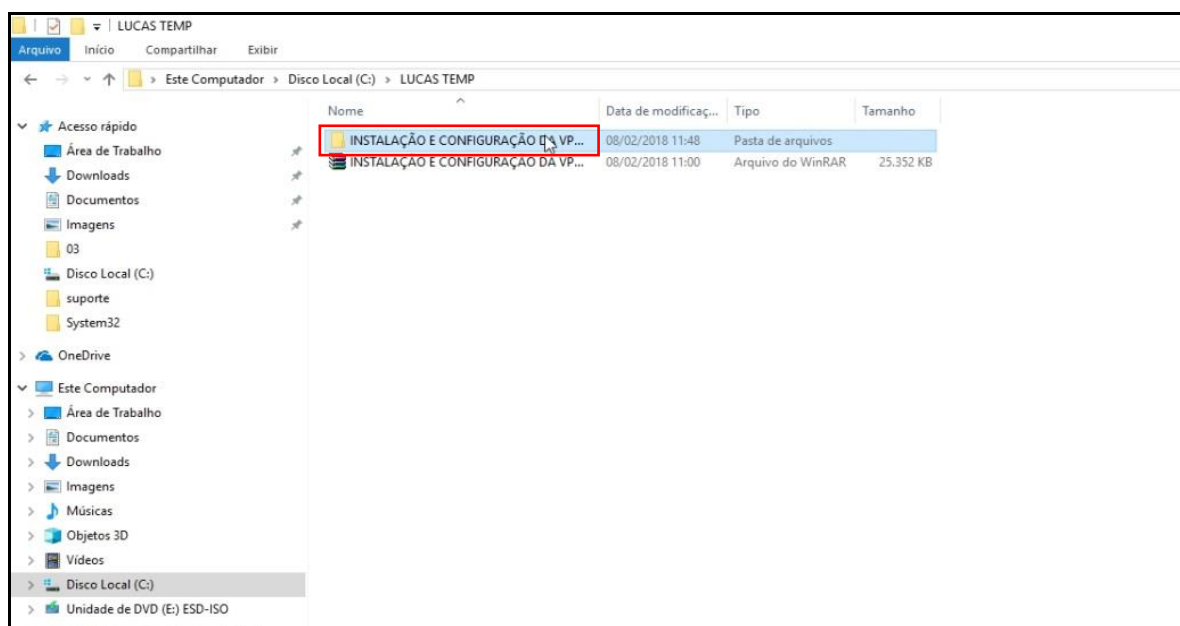 LUCAS TEMP
Arquivo Início Compartilhar Exibir
Este Computador > Disco Local (C:) > LUCAS TEMP
Nome Data de modificaç... Tipo Tamanho
INSTALAÇÃO E CONFIGURAÇÃO DA VP... 08/02/2018 11:48 Pasta de arquivos
INSTALAÇÃO E CONFIGURAÇÃO DA VP... 08/02/2018 11:00 Arquivo do WinRAR 25.352 KB
Acesso rápido
Área de Trabalho
Downloads
Documentos
Imagens
03
Disco Local (C:)
suporte
System32
OneDrive
Este Computador
Área de Trabalho
Documentos
Downloads
Imagens
Músicas
Objetos 3D
Vídeos
Disco Local (C:)
Unidade de DVD (E:) ESD-ISO